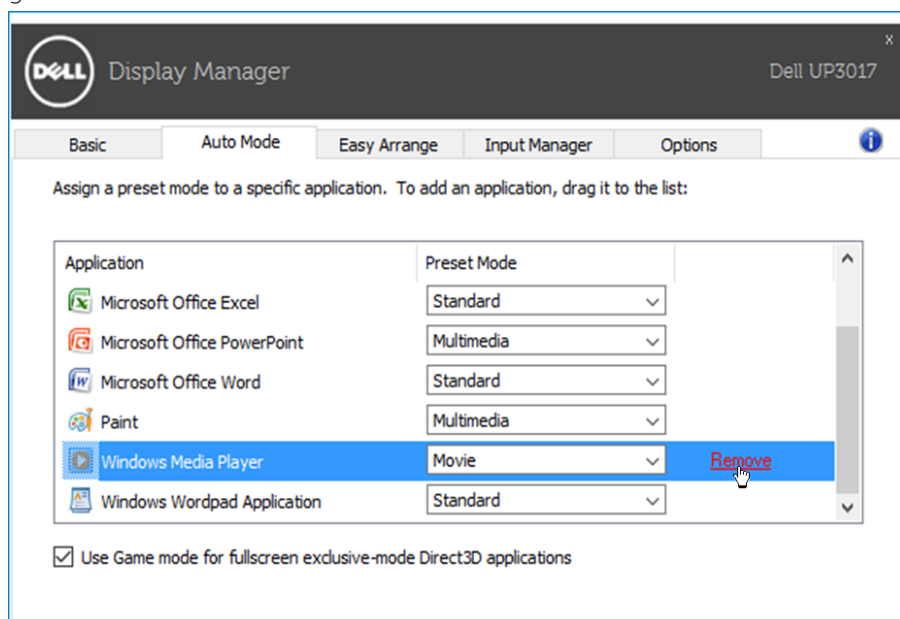 x
DELL Display Manager Dell UP3017
Basic Auto Mode Easy Arrange Input Manager Options
Assign a preset mode to a specific application. To add an application, drag it to the list:
Application Preset Mode
Microsoft Office Excel Standard
Microsoft Office PowerPoint Multimedia
Microsoft Office Word Standard
Paint Multimedia
Windows Media Player Movie Remove
Windows Wordpad Application Standard
Use Game mode for fullscreen exclusive-mode Direct3D applications